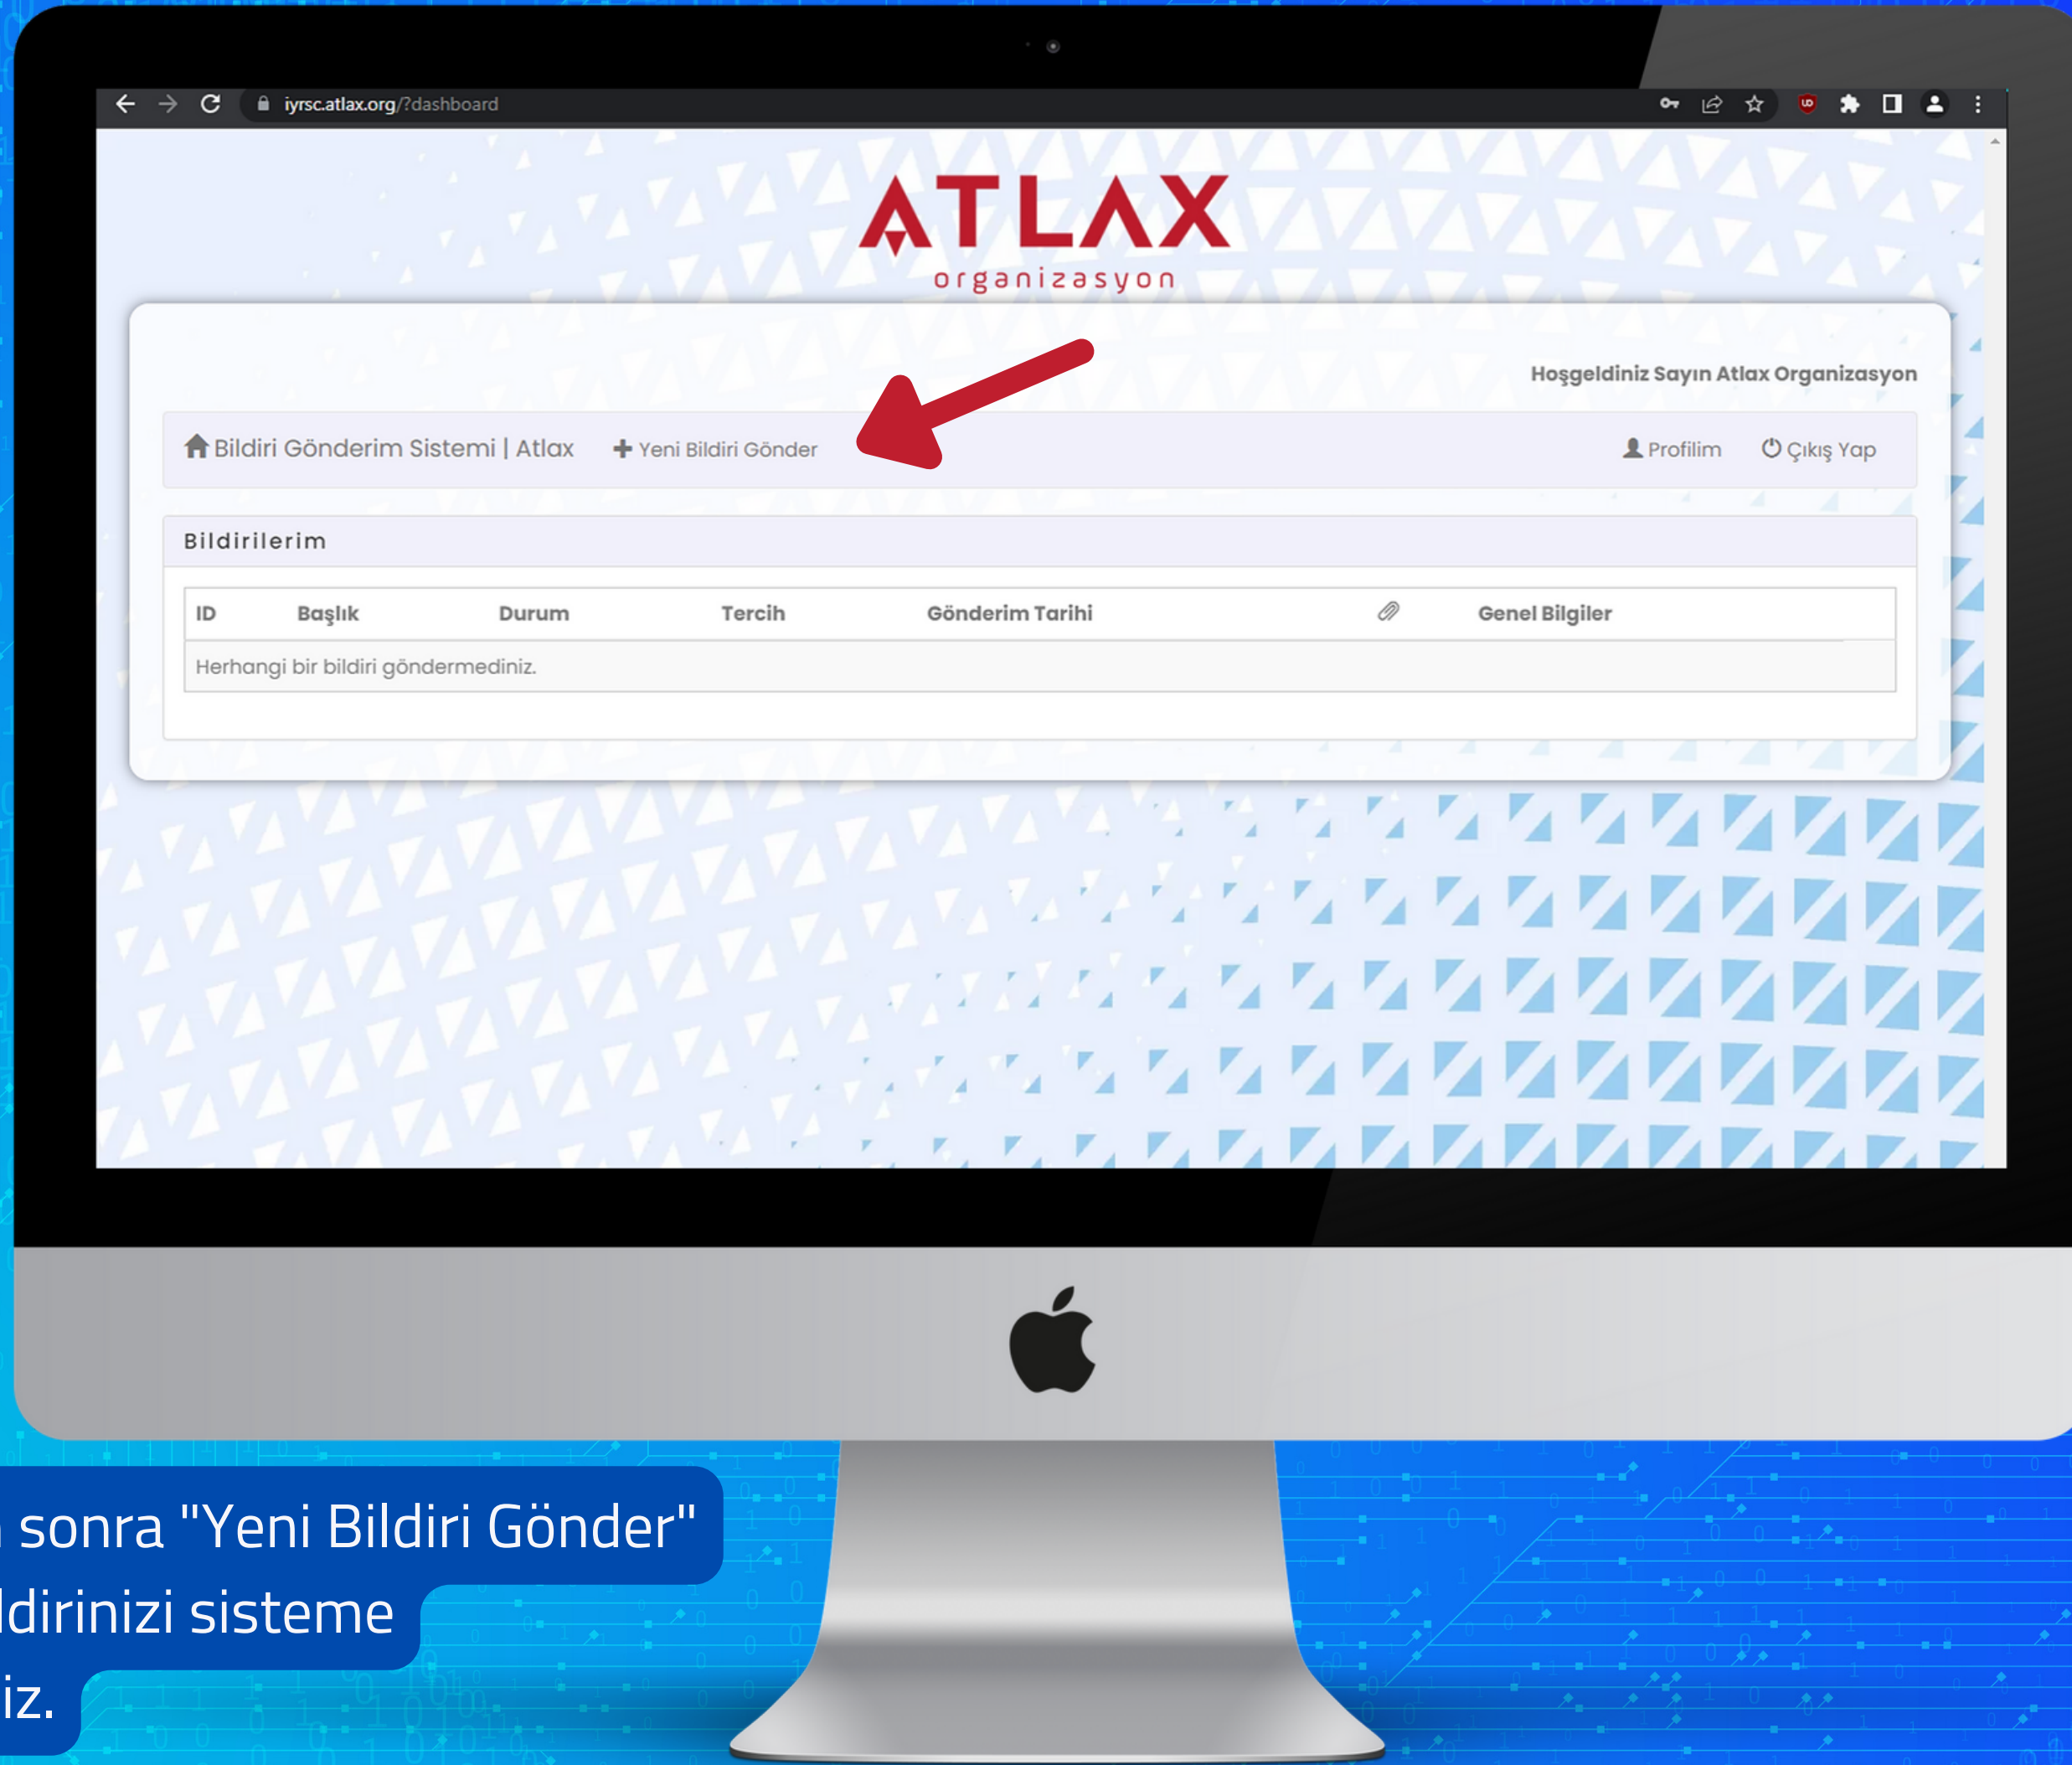 iyrsc.atlax.org/?dashboard
ATLAX
organizasyon
Hoşgeldiniz Sayın Atlax Organizasyon
Bildiri Gönderim Sistemi | Atlax Yeni Bildiri Gönder Profilim Çıkış Yap
Bildirilerim
ID Başlık Durum Tercih Gönderim Tarihi Genel Bilgiler
Herhangi bir bildiri göndermediniz.
sonra "Yeni Bildiri Gönder"
ldirinizi sisteme
iz.